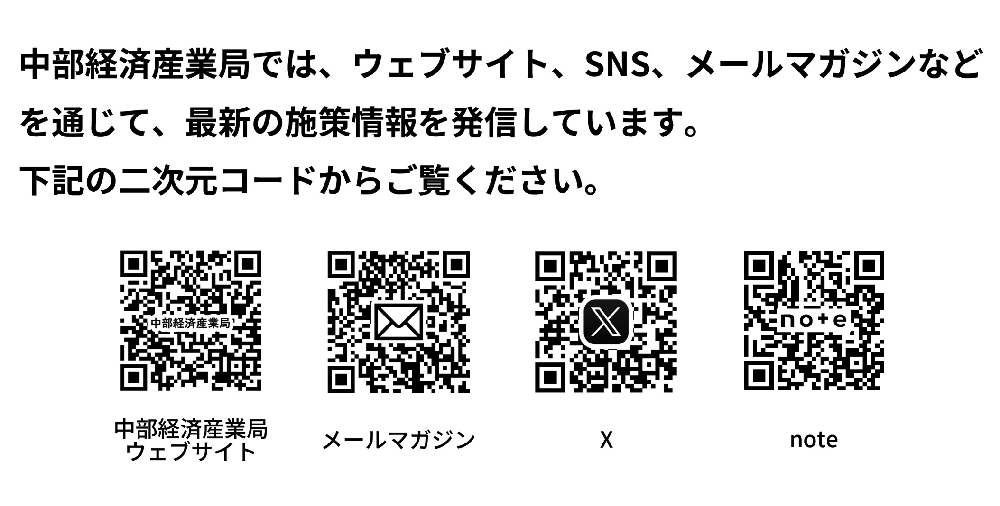 中部経済産業局では、ウェブサイト、SNS、メールマガジンなど
を通じて、最新の施策情報を発信しています。
下記の二次元コードからご覧ください。
中部経済産業局
note
中部経済産業局
ウェブサイト
メールマガジン
X
note